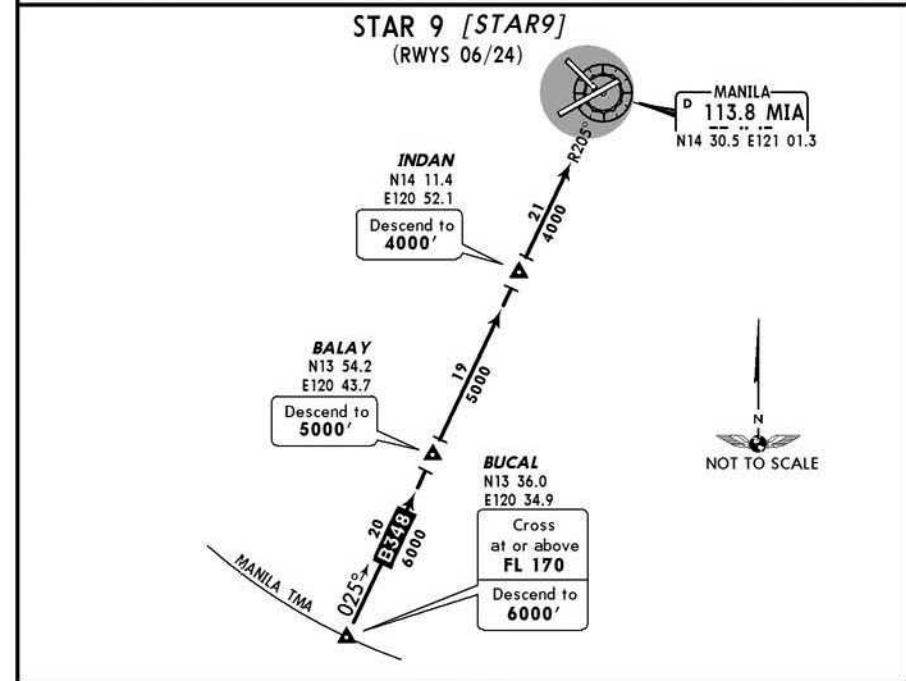 STAR 9 [STAR9]
(RWYS 06/24)
MANILA
D 113.8 MIA
N14 30.5 E121 01.3
R205°
INDAN
N14 11.4
E120 52.1
Descend to
4000'
21
4000
BALAY
N13 54.2
E120 43.7
Descend to
5000'
19
5000
N
NOT TO SCALE
BUCAL
N13 36.0
E120 34.9
Cross
at or above
FL 170
Descend to
6000'
20
B348
6000
025°
MANILA TMA